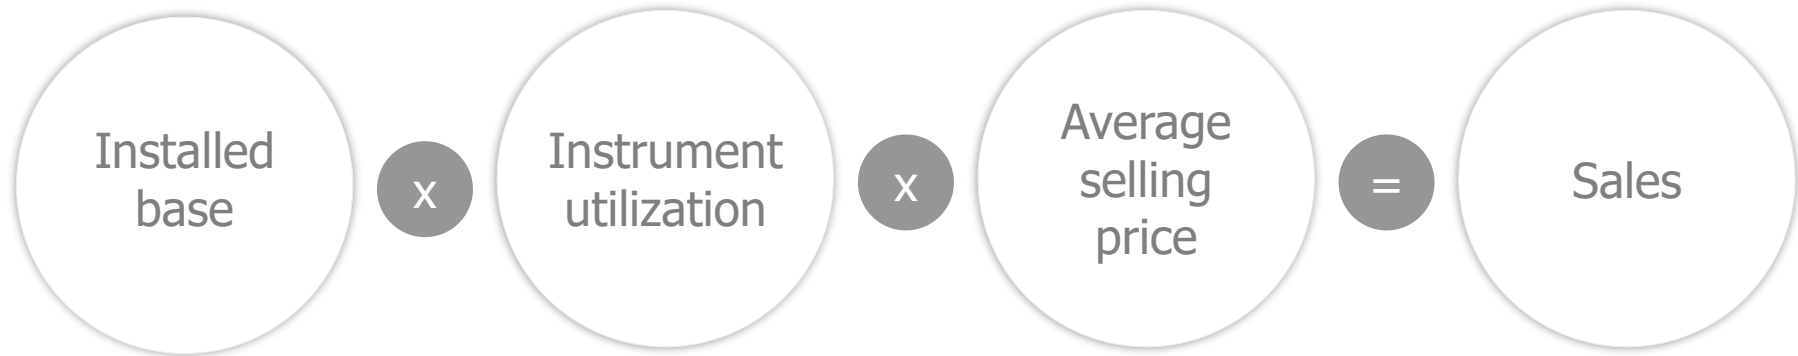 Installed
base
x
Instrument
utilization
x
Average
selling
price
=
Sales